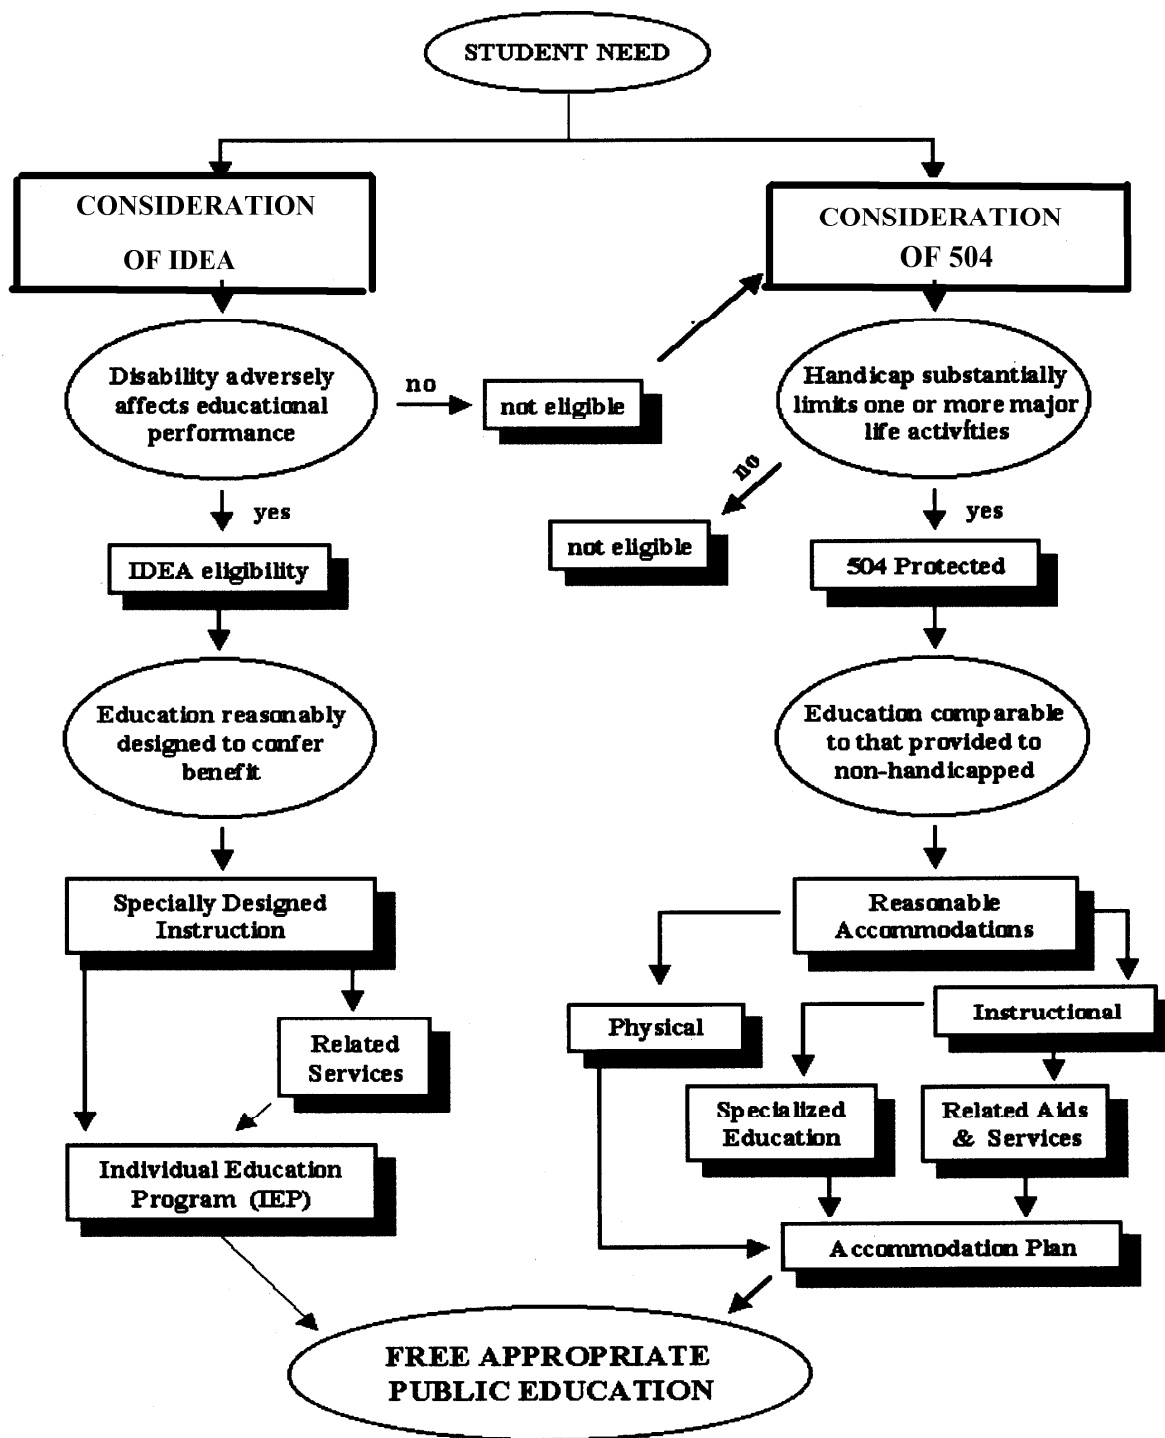 STUDENT NEED
CONSIDERATION
OF IDEA
CONSIDERATION
OF 504
Disability adversely
affects educational
performance
no
not eligible
Handicap substantially
limits one or more major
life activities
no
not eligible
yes
IDEA eligibility
yes
504 Protected
Education reasonably
designed to confer
benefit
Education comparable
to that provided to
non-handicapped
Specially Designed
Instruction
Reasonable
Accommodations
Related
Services
Physical
Instructional
Specialized
Education
Related Aids
& Services
Individual Education
Program (IEP)
Accommodation Plan
FREE APPROPRIATE
PUBLIC EDUCATION